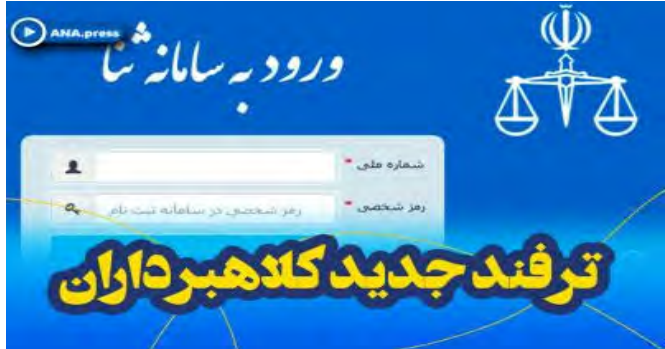 ANA.press
ورود به سامانه ثنا
شماره ملی *
رمز شخصی *
رمز شخصی در سامانه ثبت نام
ترفند جدید کلاهبرداران